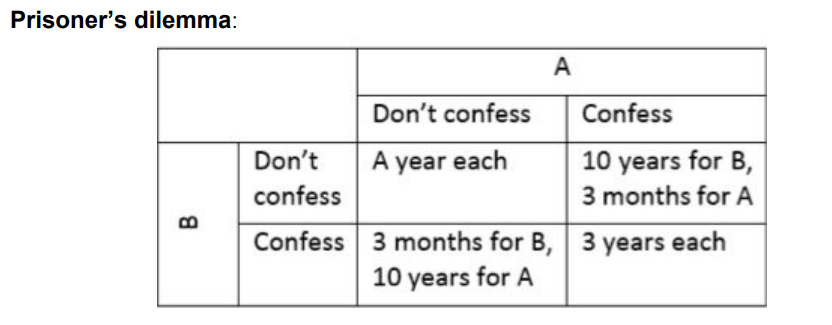 Prisoner’s dilemma:
A
Don’t confess
Confess
Don’t
confess
A year each
10 years for B,
3 months for A
B
Confess
3 months for B,
10 years for A
3 years each